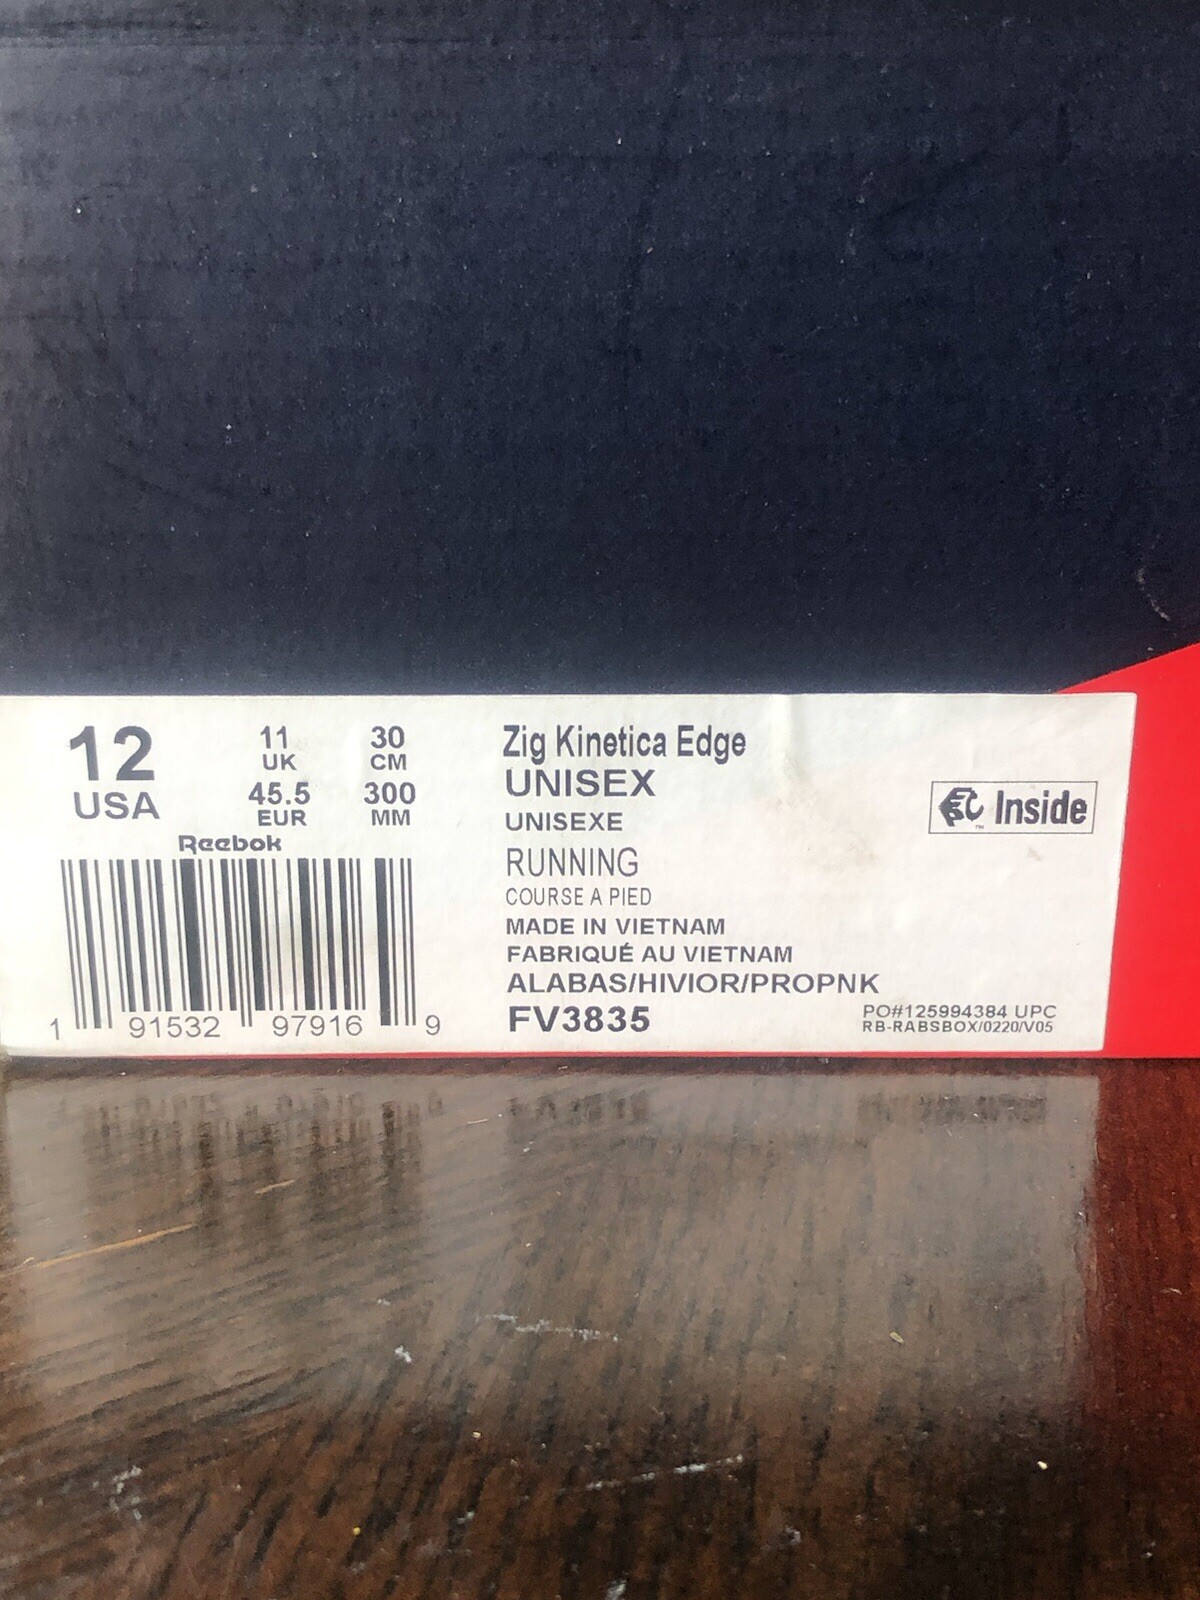 12
USA
11
UK
30
CM
45.5
EUR
300
MM
Reebok
1 91532 97916 9
Zig Kinetica Edge
UNISEX
UNISEXE
RUNNING
COURSE A PIED
MADE IN VIETNAM
FABRIQUÉ AU VIETNAM
ALABAS/HIVIOR/PROPNK
FV3835
Inside
PO#125994384 UPC
RB-RABSBOX/0220/V05